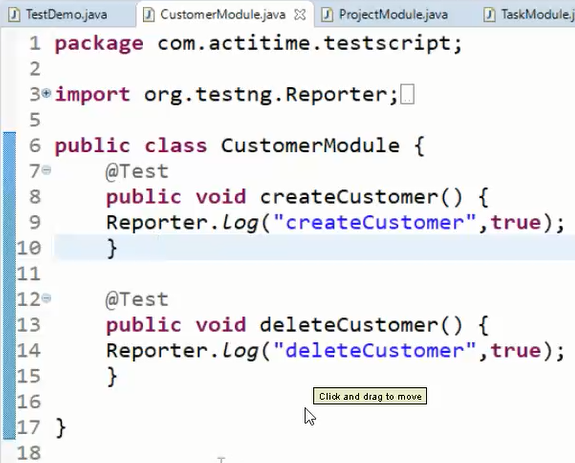 TestDemo.java CustomerModule.java ProjectModule.java TaskModule.j
1 package com.actitime.testscript;
2
3 import org.testng.Reporter;
5
6 public class CustomerModule {
7 @Test
8 public void createCustomer() {
9 Reporter.log("createCustomer",true);
10 }
11
12 @Test
13 public void deleteCustomer() {
14 Reporter.log("deleteCustomer",true);
15 }
Click and drag to move
16
17 }
18